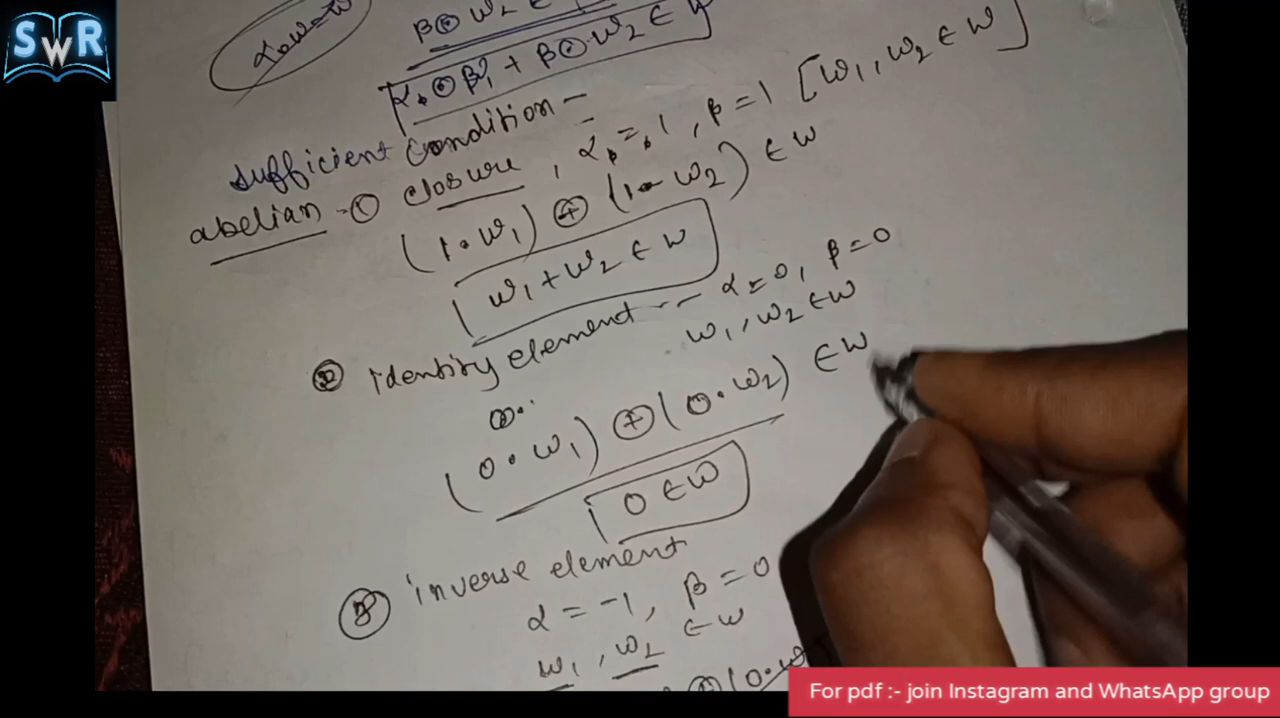 SWR
α⊙w=w
β⊙w2 ∈
α⊙β1 + β⊙w2 ∈ W
sufficient condition -
abelian - ① closure, α = 1, β = 1 [w1, w2 ∈ W]
(1·w1) ⊕ (1·w2) ∈ W
w1 + w2 ∈ W
② identity element -- α = 0, β = 0
w1, w2 ∈ W
(0·w1) ⊕ (0·w2) ∈ W
0 ∈ W
③ inverse element
α = -1, β = 0
w1, w2 ∈ W
⊕ (0·w
For pdf :- join Instagram and WhatsApp group